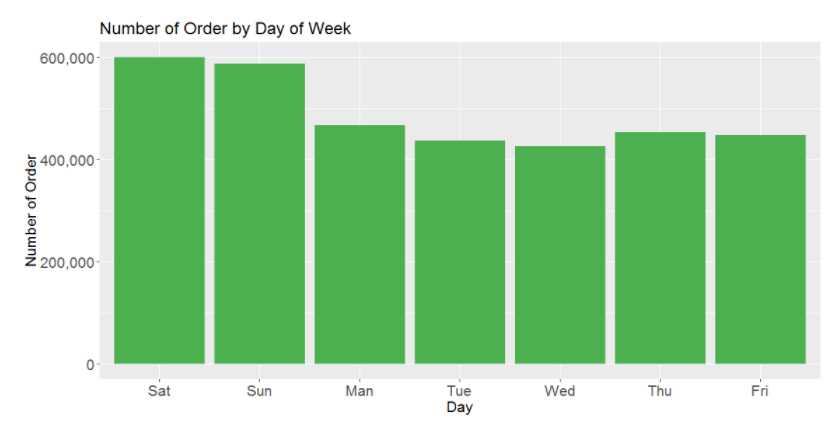 Number of Order by Day of Week
Number of Order
600,000
400,000
200,000
0
Sat Sun Man Tue Wed Thu Fri
Day